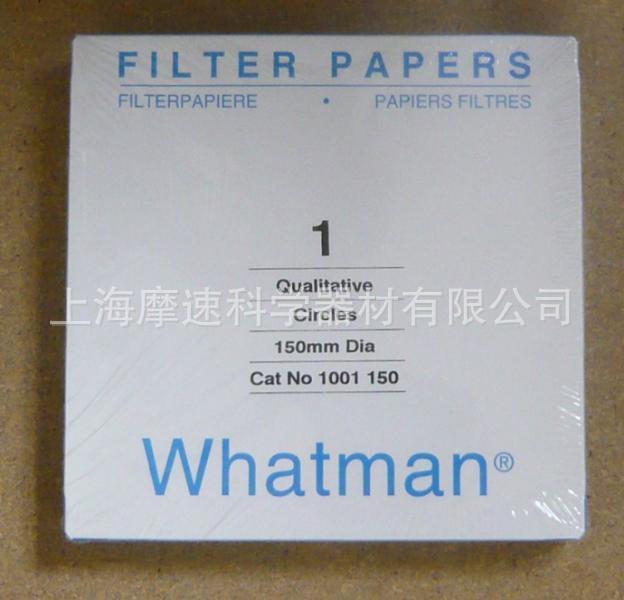 FILTER PAPERS
FILTERPAPIERE • PAPIERS FILTRES
1
Qualitative
上海摩速科学器材有限公司
Circles
150mm Dia
Cat No 1001 150
Whatman®